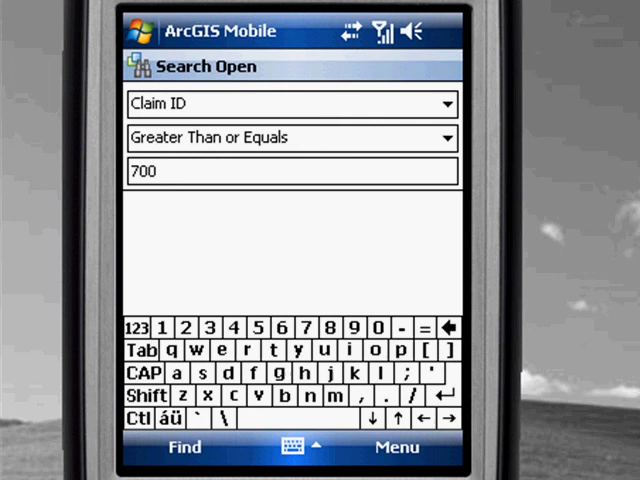 ArcGIS Mobile
Search Open
Claim ID
Greater Than or Equals
700
123 1 2 3 4 5 6 7 8 9 0 - =
Tab q w e r t y u i o p [ ]
CAP a s d f g h j k l ; '
Shift z x c v b n m , . /
Ctl áü ` \
Find Menu